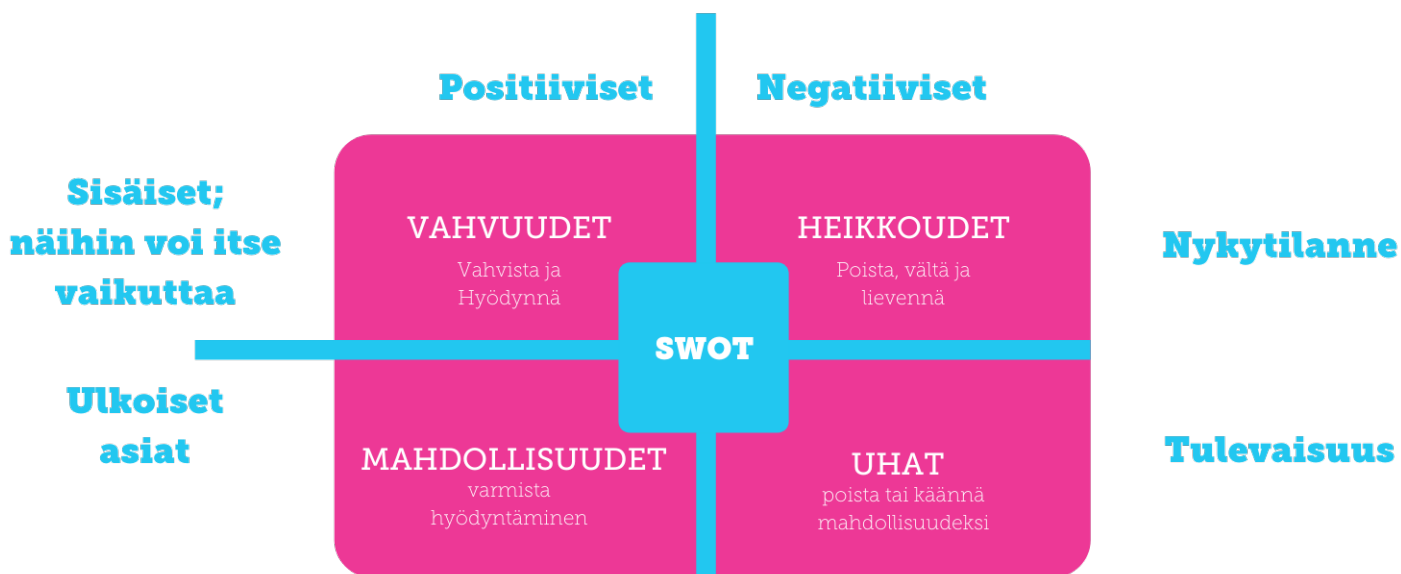 Positiiviset
Negatiiviset
Sisäiset;
näihin voi itse
vaikuttaa
VAHVUUDET
Vahvista ja
Hyödynnä
HEIKKOUDET
Poista, vältä ja
lievennä
Nykytilanne
SWOT
Ulkoiset
asiat
MAHDOLLISUUDET
varmista
hyödyntäminen
UHAT
poista tai käännä
mahdollisuudeksi
Tulevaisuus